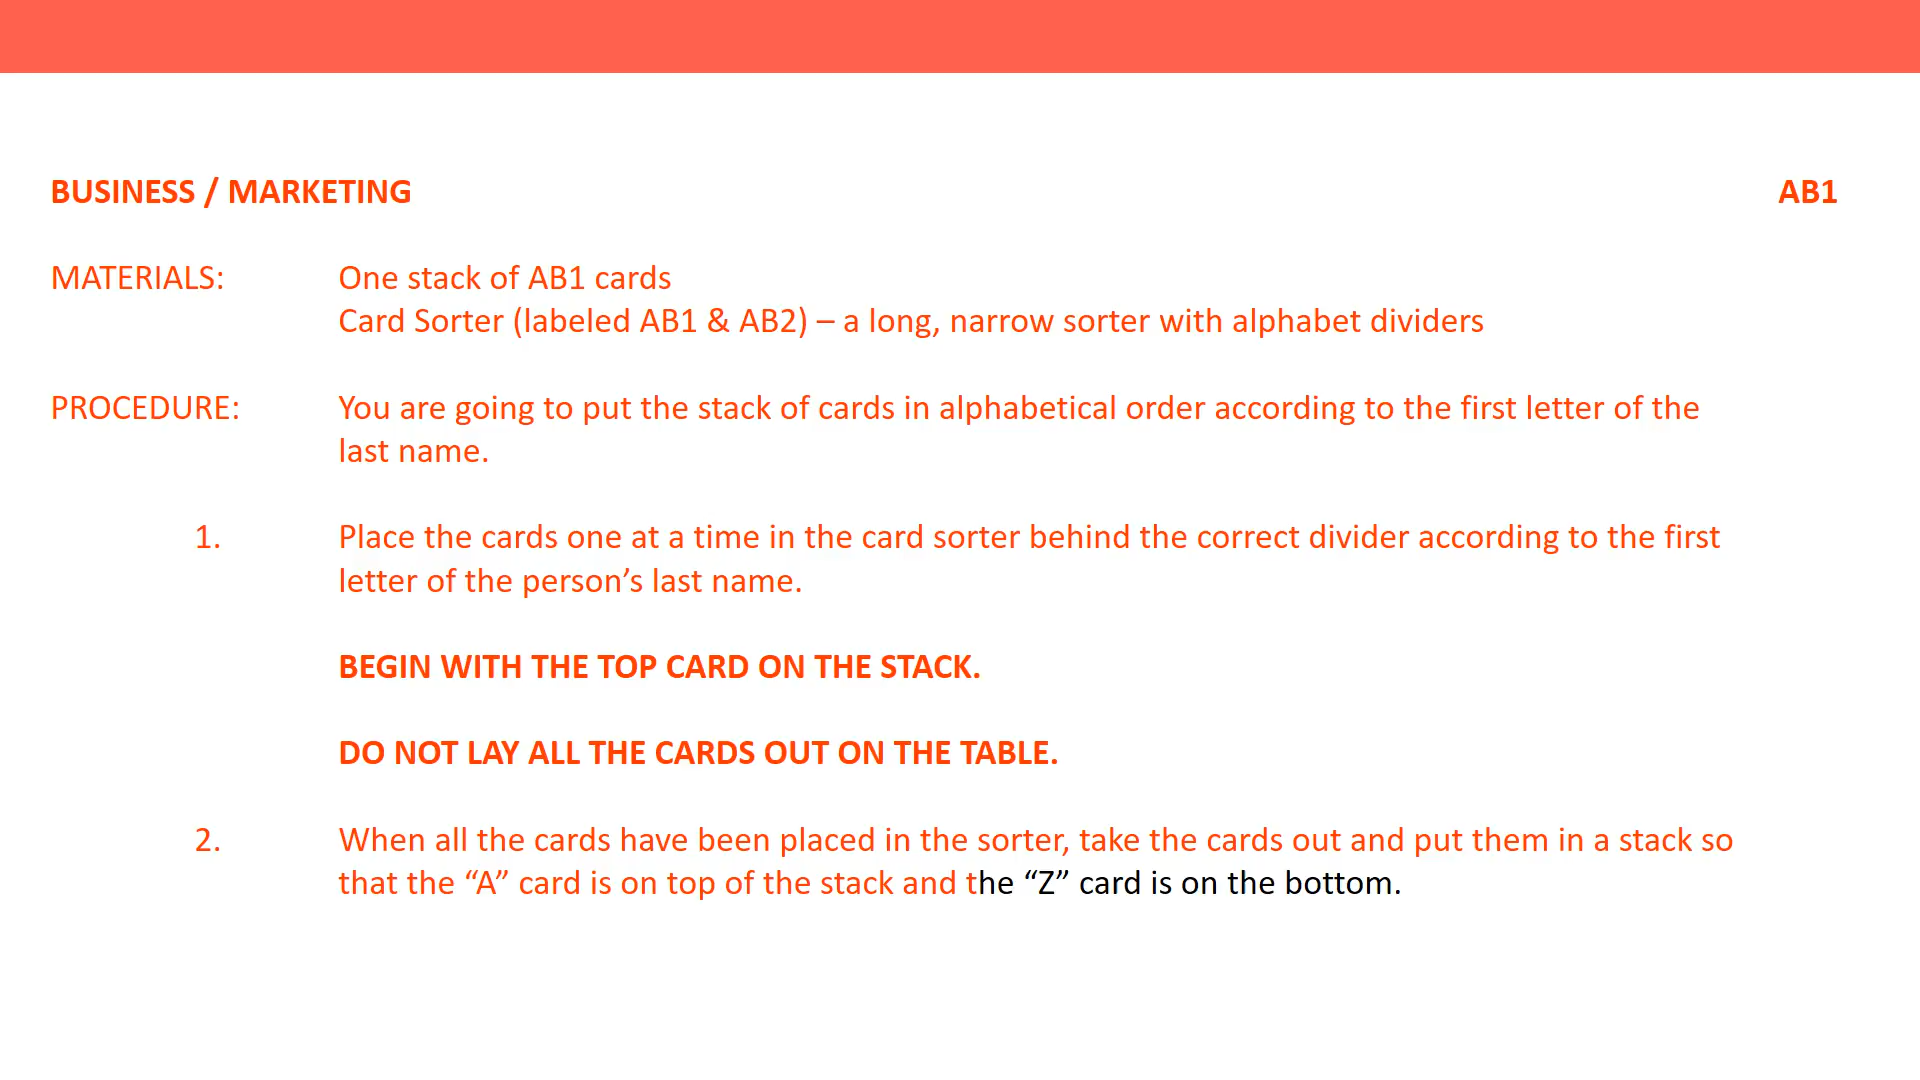 BUSINESS / MARKETING AB1
MATERIALS: One stack of AB1 cards
Card Sorter (labeled AB1 & AB2) – a long, narrow sorter with alphabet dividers
PROCEDURE: You are going to put the stack of cards in alphabetical order according to the first letter of the
last name.
1. Place the cards one at a time in the card sorter behind the correct divider according to the first
letter of the person’s last name.
BEGIN WITH THE TOP CARD ON THE STACK.
DO NOT LAY ALL THE CARDS OUT ON THE TABLE.
2. When all the cards have been placed in the sorter, take the cards out and put them in a stack so
that the “A” card is on top of the stack and the “Z” card is on the bottom.